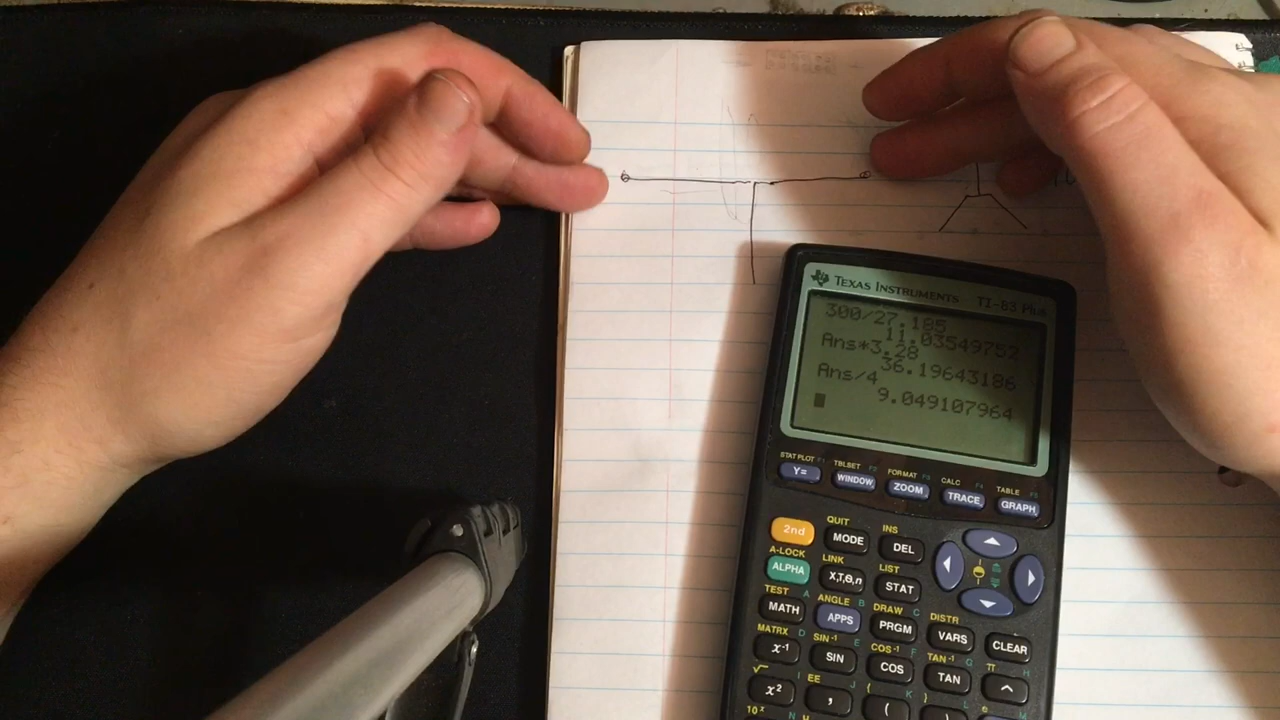 TEXAS INSTRUMENTS TI-83 Plus
300/27.185
11.03549752
Ans*3.28
36.19643186
Ans/4
9.049107964
STAT PLOT F1 TBLSET F2 FORMAT F3 CALC F4 TABLE F5
Y= WINDOW ZOOM TRACE GRAPH
QUIT INS
2nd MODE DEL
A-LOCK LINK LIST
ALPHA X,T,Θ,n STAT
TEST A ANGLE B DRAW C DISTR
MATH APPS PRGM VARS CLEAR
MATRX D SIN⁻¹ E COS⁻¹ F TAN⁻¹ G π H
x⁻¹ SIN COS TAN ^
√ I EE J { K } L e M
x² , ( )
10ˣ N